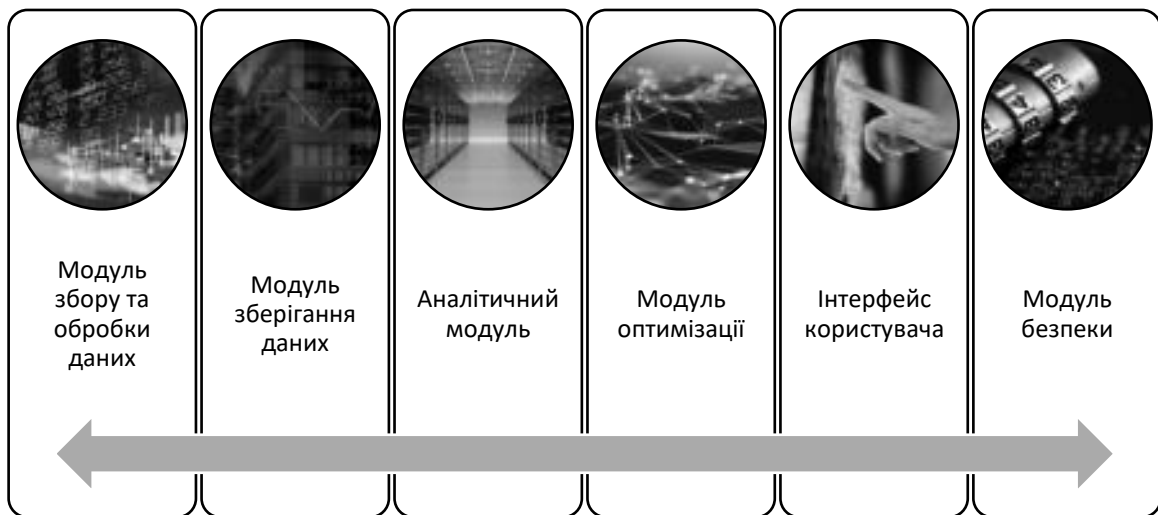 Модуль
збору та
обробки
даних
Модуль
зберігання
даних
Аналітичний
модуль
Модуль
оптимізації
Інтерфейс
користувача
Модуль
безпеки